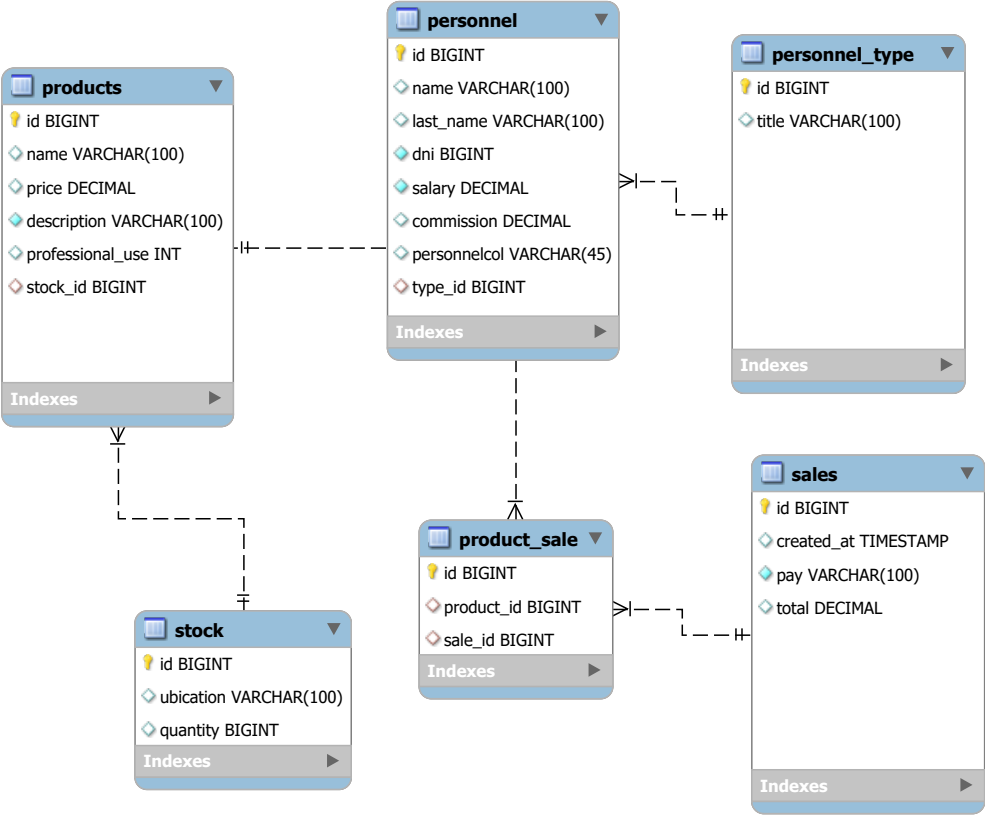 personnel
id BIGINT
name VARCHAR(100)
last_name VARCHAR(100)
dni BIGINT
salary DECIMAL
commission DECIMAL
personnelcol VARCHAR(45)
type_id BIGINT
Indexes
personnel_type
id BIGINT
title VARCHAR(100)
Indexes
products
id BIGINT
name VARCHAR(100)
price DECIMAL
description VARCHAR(100)
professional_use INT
stock_id BIGINT
Indexes
sales
id BIGINT
created_at TIMESTAMP
pay VARCHAR(100)
total DECIMAL
Indexes
product_sale
id BIGINT
product_id BIGINT
sale_id BIGINT
Indexes
stock
id BIGINT
ubication VARCHAR(100)
quantity BIGINT
Indexes